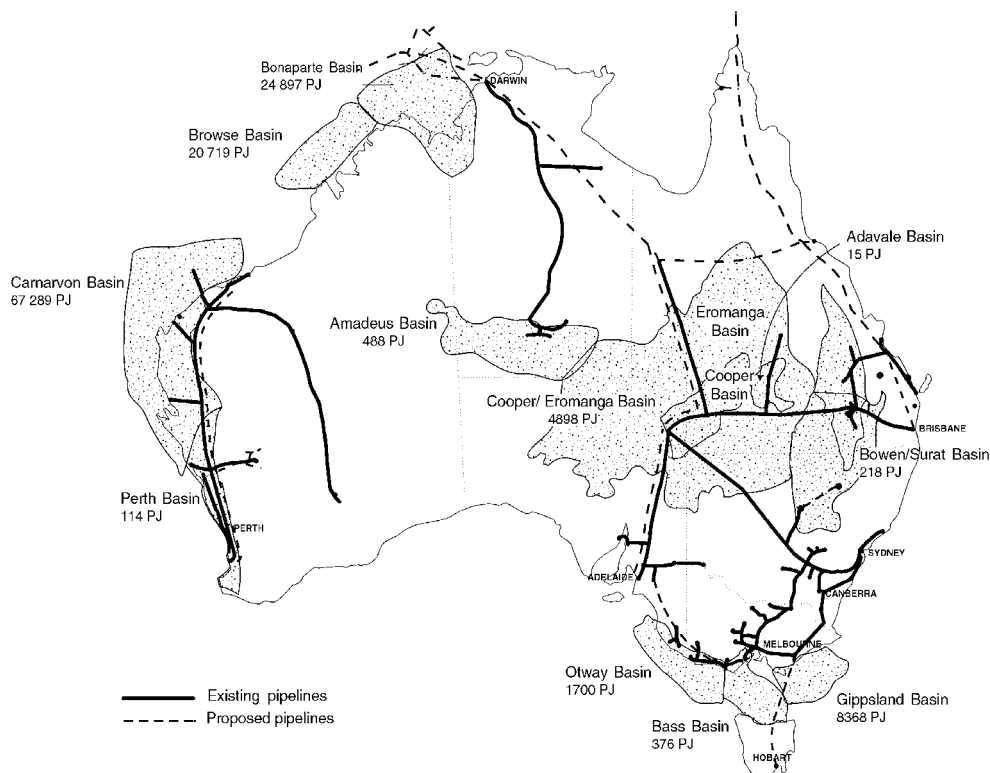 Bonaparte Basin
24 897 PJ
DARWIN
Browse Basin
20 719 PJ
Adavale Basin
15 PJ
Carnarvon Basin
67 289 PJ
Eromanga
Basin
Amadeus Basin
488 PJ
Cooper
Basin
Cooper/ Eromanga Basin
4898 PJ
BRISBANE
Bowen/Surat Basin
218 PJ
Perth Basin
114 PJ
PERTH
SYDNEY
ADELAIDE
CANBERRA
MELBOURNE
Otway Basin
1700 PJ
Existing pipelines
Proposed pipelines
Gippsland Basin
8368 PJ
Bass Basin
376 PJ
HOBART